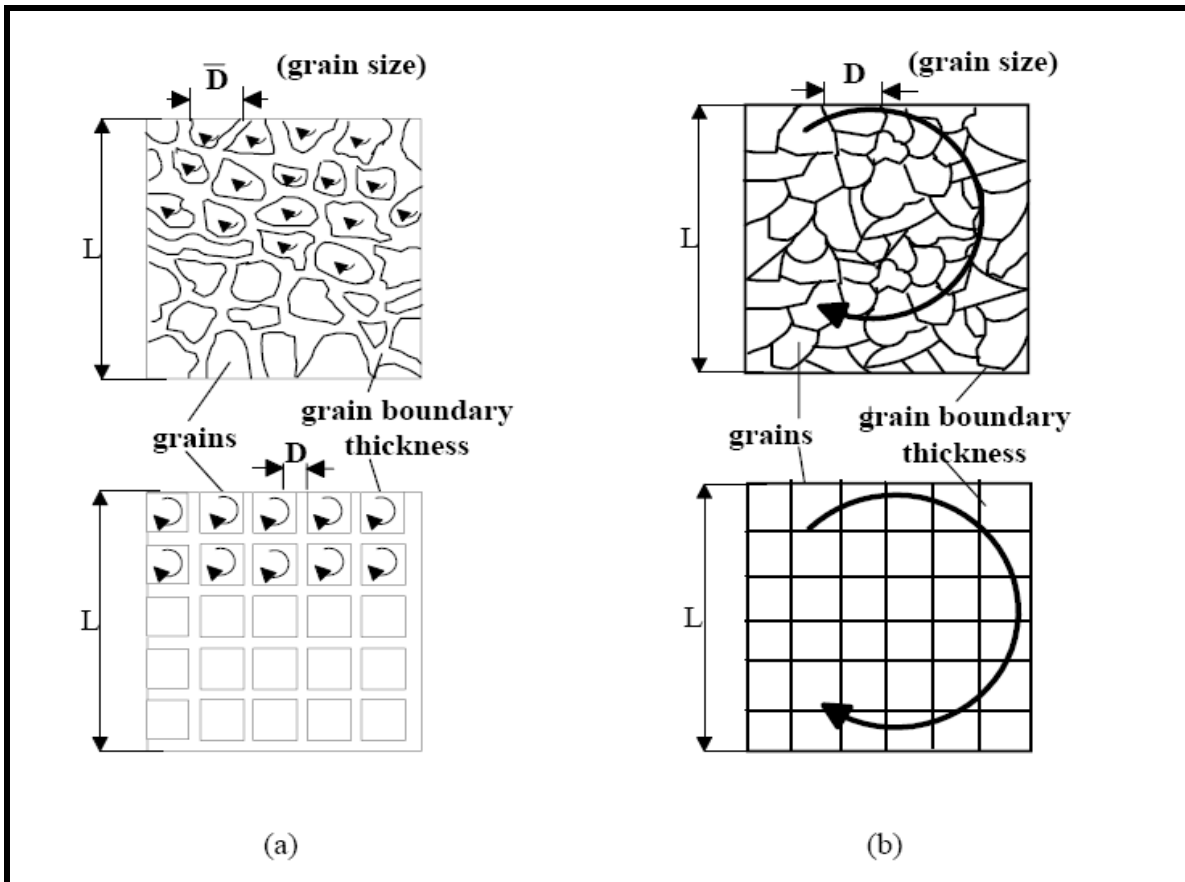 D̅ (grain size)
L
grains
grain boundary
thickness
D
L
(a)
D (grain size)
L
grains
grain boundary
thickness
L
(b)